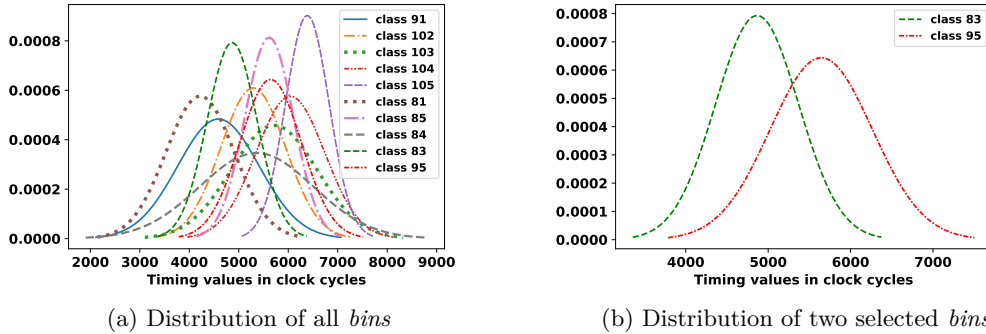 0.0008
0.0006
0.0004
0.0002
0.0000
2000 3000 4000 5000 6000 7000 8000 9000
Timing values in clock cycles
class 91
class 102
class 103
class 104
class 105
class 81
class 85
class 84
class 83
class 95
(a) Distribution of all bins
0.0008
0.0007
0.0006
0.0005
0.0004
0.0003
0.0002
0.0001
0.0000
4000 5000 6000 7000
Timing values in clock cycles
class 83
class 95
(b) Distribution of two selected bins